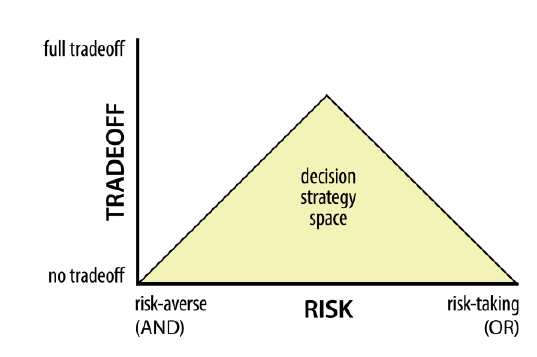 full tradeoff
TRADEOFF
decision
strategy
space
no tradeoff
risk-averse
(AND)
RISK
risk-taking
(OR)